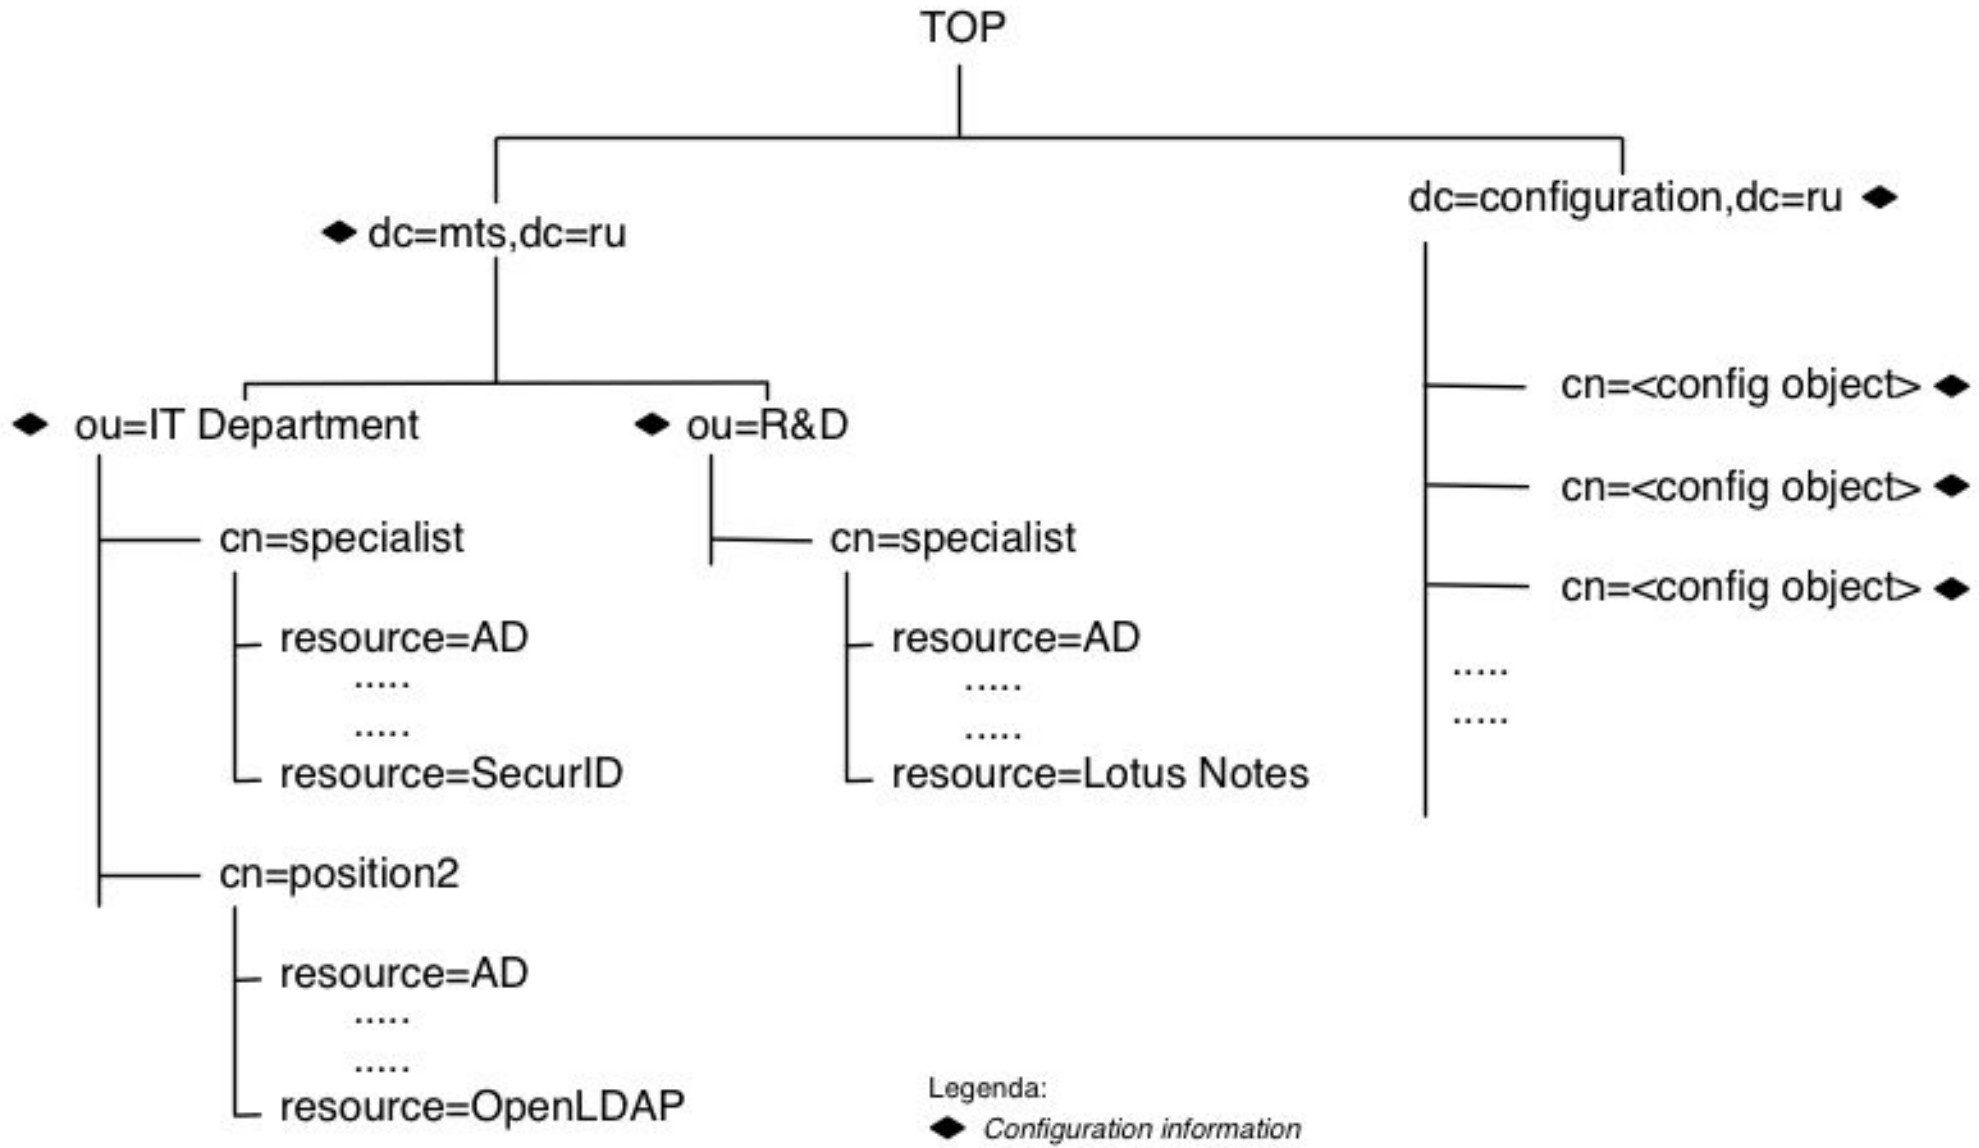 TOP
dc=mts,dc=ru
dc=configuration,dc=ru
ou=IT Department
cn=specialist
resource=AD
.....
.....
resource=SecurID
cn=position2
resource=AD
.....
.....
resource=OpenLDAP
ou=R&D
cn=specialist
resource=AD
.....
.....
resource=Lotus Notes
cn=<config object>
cn=<config object>
cn=<config object>
.....
.....
Legenda:
Configuration information